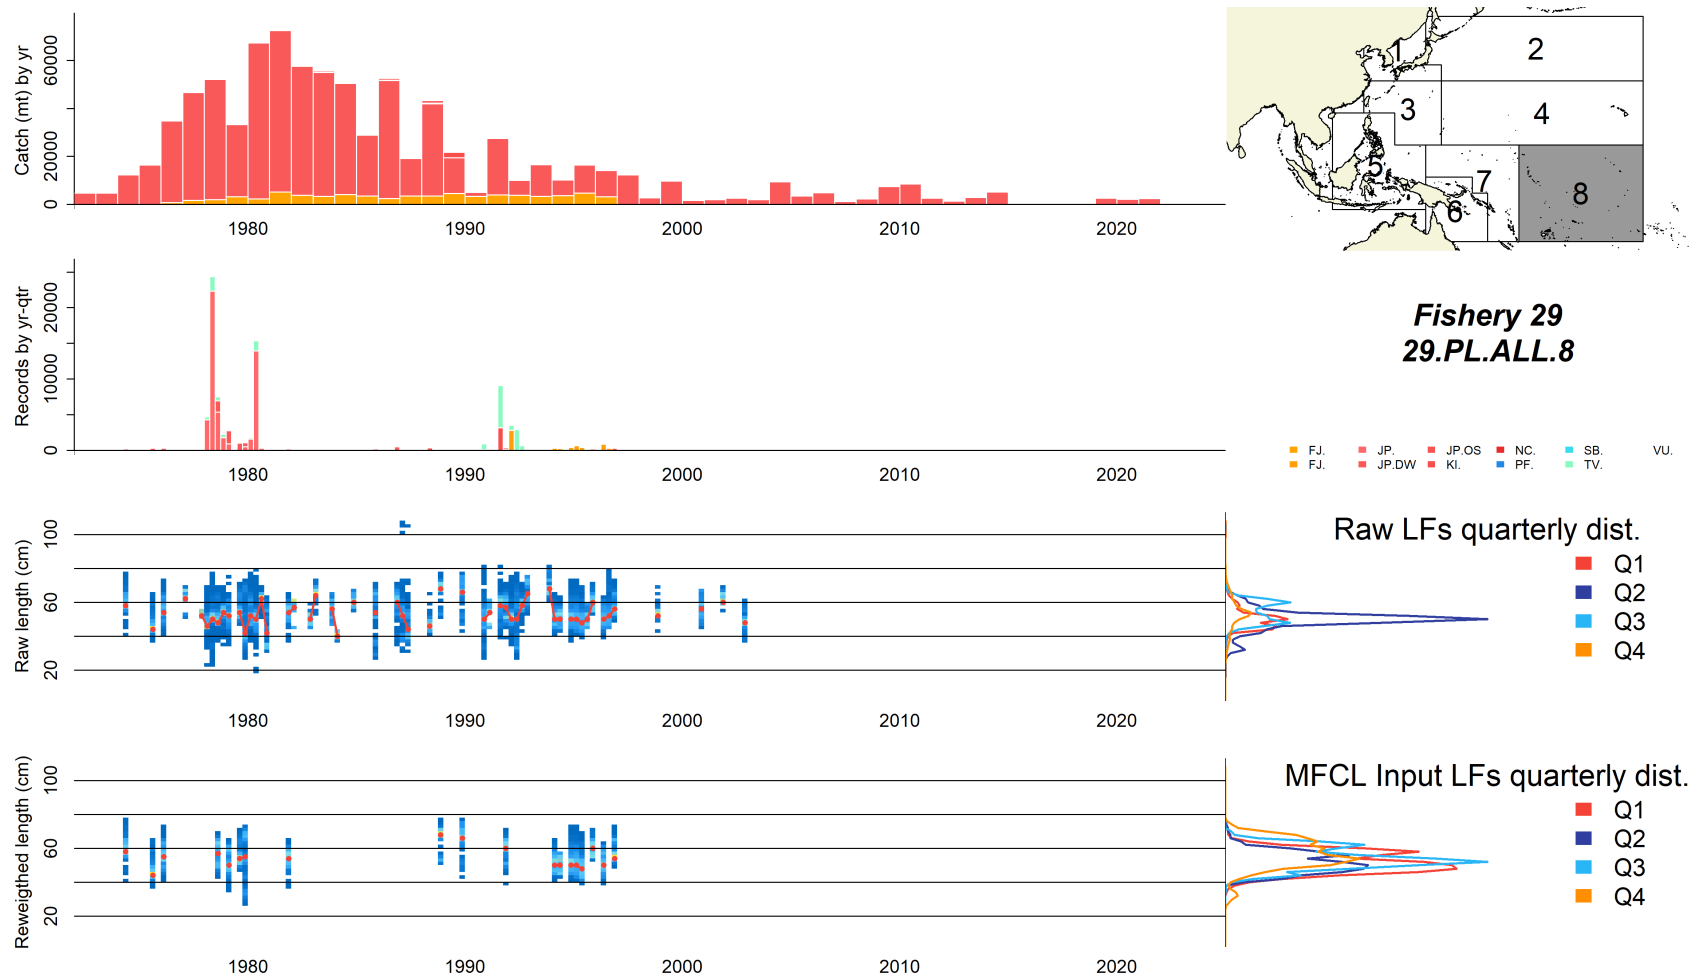 Catch (mt) by yr
60000
20000
0
1980
1990
2000
2010
2020
1
2
3
4
5
6
7
8
Records by yr-qtr
20000
10000
0
1980
1990
2000
2010
2020
Fishery 29
29.PL.ALL.8
FJ. JP. JP.OS NC. SB. VU.
FJ. JP.DW KI. PF. TV.
Raw length (cm)
100
60
20
1980
1990
2000
2010
2020
Raw LFs quarterly dist.
Q1
Q2
Q3
Q4
Reweigthed length (cm)
100
60
20
1980
1990
2000
2010
2020
MFCL Input LFs quarterly dist.
Q1
Q2
Q3
Q4